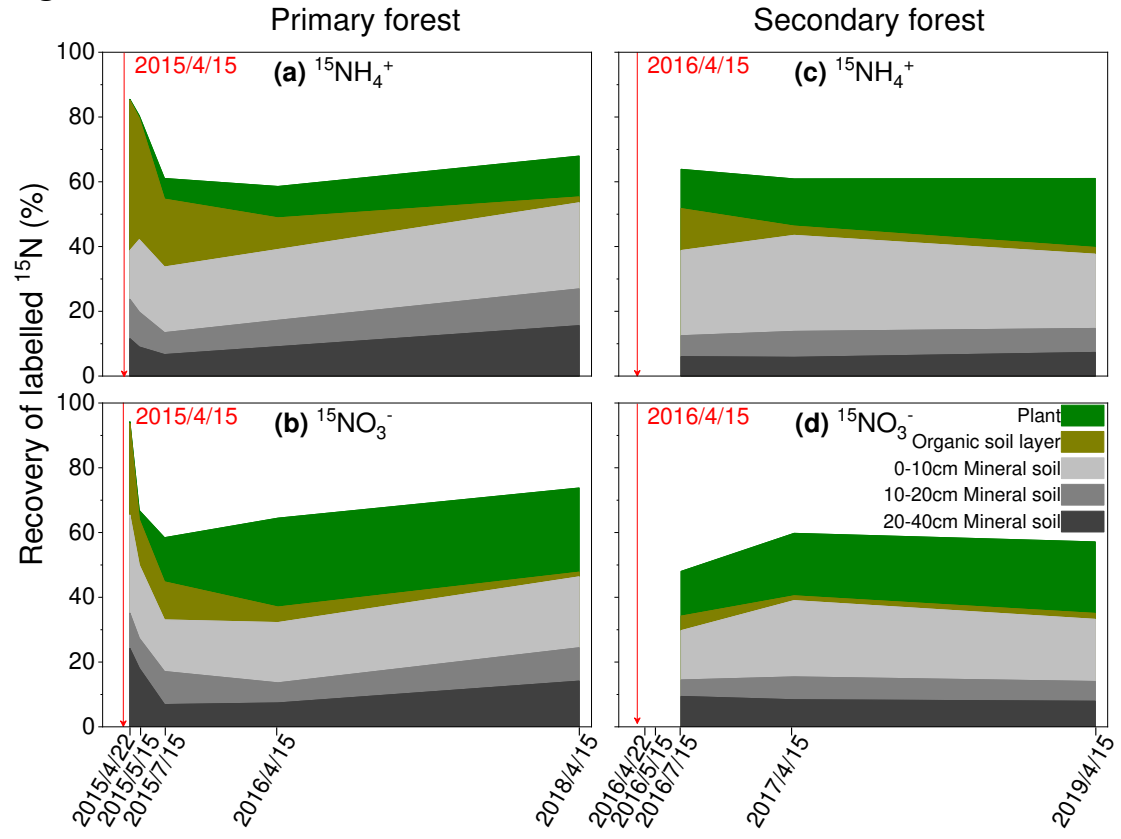 Primary forest
Secondary forest
Recovery of labelled ¹⁵N (%)
100
80
60
40
20
0
2015/4/15
(a) ¹⁵NH₄⁺
2016/4/15
(c) ¹⁵NH₄⁺
100
80
60
40
20
0
2015/4/15
(b) ¹⁵NO₃⁻
2016/4/15
(d) ¹⁵NO₃⁻
Plant
Organic soil layer
0-10cm Mineral soil
10-20cm Mineral soil
20-40cm Mineral soil
2015/4/22
2015/5/15
2015/7/15
2016/4/15
2018/4/15
2016/4/22
2016/5/15
2016/7/15
2017/4/15
2019/4/15